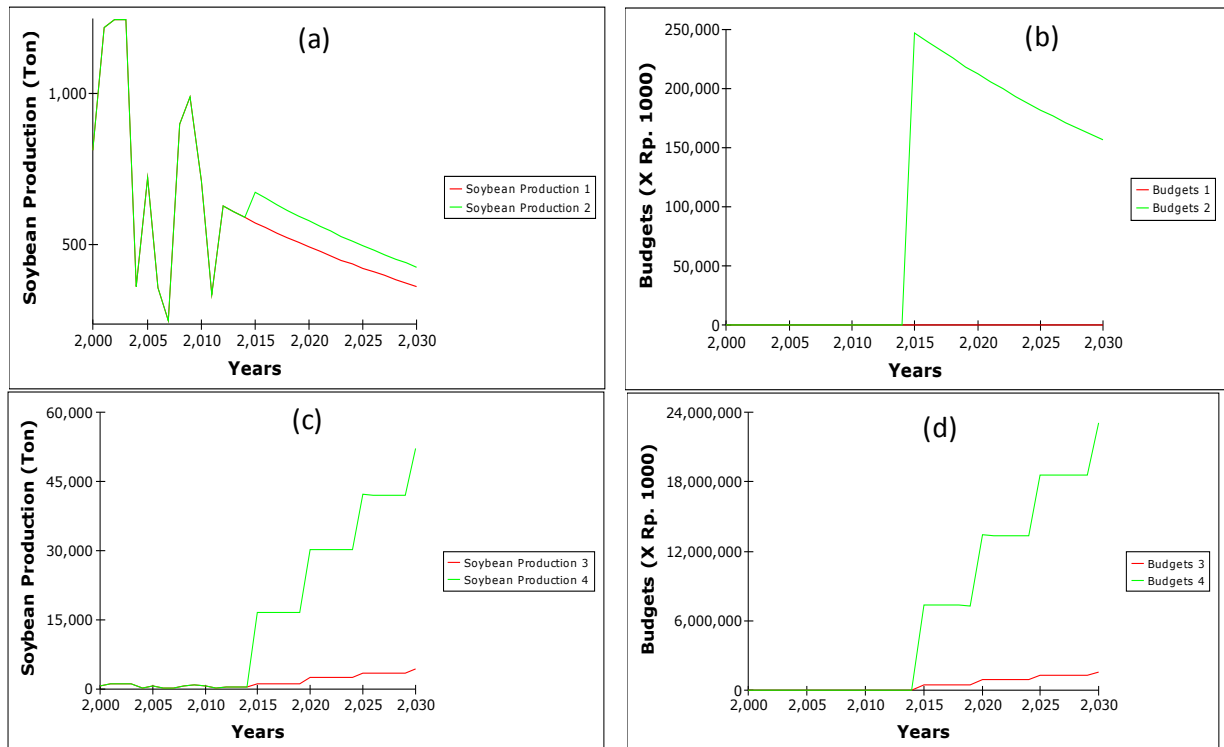 (a)
Soybean Production (Ton)
1,000
500
2,000 2,005 2,010 2,015 2,020 2,025 2,030
Years
Soybean Production 1
Soybean Production 2
(b)
Budgets (X Rp. 1000)
250,000
200,000
150,000
100,000
50,000
0
2,000 2,005 2,010 2,015 2,020 2,025 2,030
Years
Budgets 1
Budgets 2
(c)
Soybean Production (Ton)
60,000
45,000
30,000
15,000
0
2,000 2,005 2,010 2,015 2,020 2,025 2,030
Years
Soybean Production 3
Soybean Production 4
(d)
Budgets (X Rp. 1000)
24,000,000
18,000,000
12,000,000
6,000,000
0
2,000 2,005 2,010 2,015 2,020 2,025 2,030
Years
Budgets 3
Budgets 4